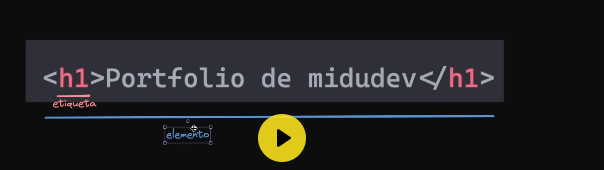 <h1>Portfolio de midudev</h1>
etiqueta
elemento